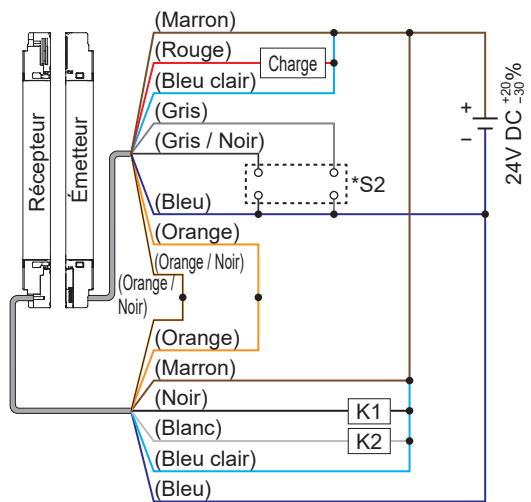 (Marron)
(Rouge)
Charge
(Bleu clair)
(Gris)
(Gris / Noir)
*S2
(Bleu)
(Orange)
(Orange / Noir)
(Orange /
Noir)
(Orange)
(Marron)
(Noir)
K1
(Blanc)
K2
(Bleu clair)
(Bleu)
Récepteur
Émetteur
+
−
24V DC +20 −30%